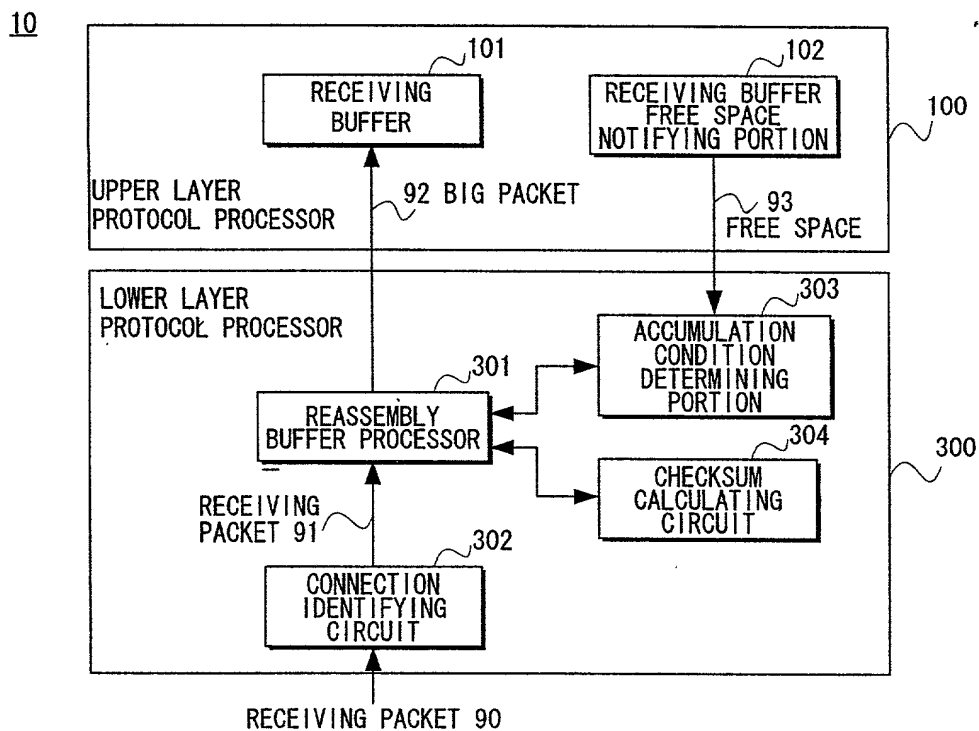 10
101
RECEIVING
BUFFER
102
RECEIVING BUFFER
FREE SPACE
NOTIFYING PORTION
100
UPPER LAYER
PROTOCOL PROCESSOR
92 BIG PACKET
93
FREE SPACE
LOWER LAYER
PROTOCOL PROCESSOR
303
ACCUMULATION
CONDITION
DETERMINING
PORTION
301
REASSEMBLY
BUFFER PROCESSOR
304
CHECKSUM
CALCULATING
CIRCUIT
300
RECEIVING
PACKET 91
302
CONNECTION
IDENTIFYING
CIRCUIT
RECEIVING PACKET 90